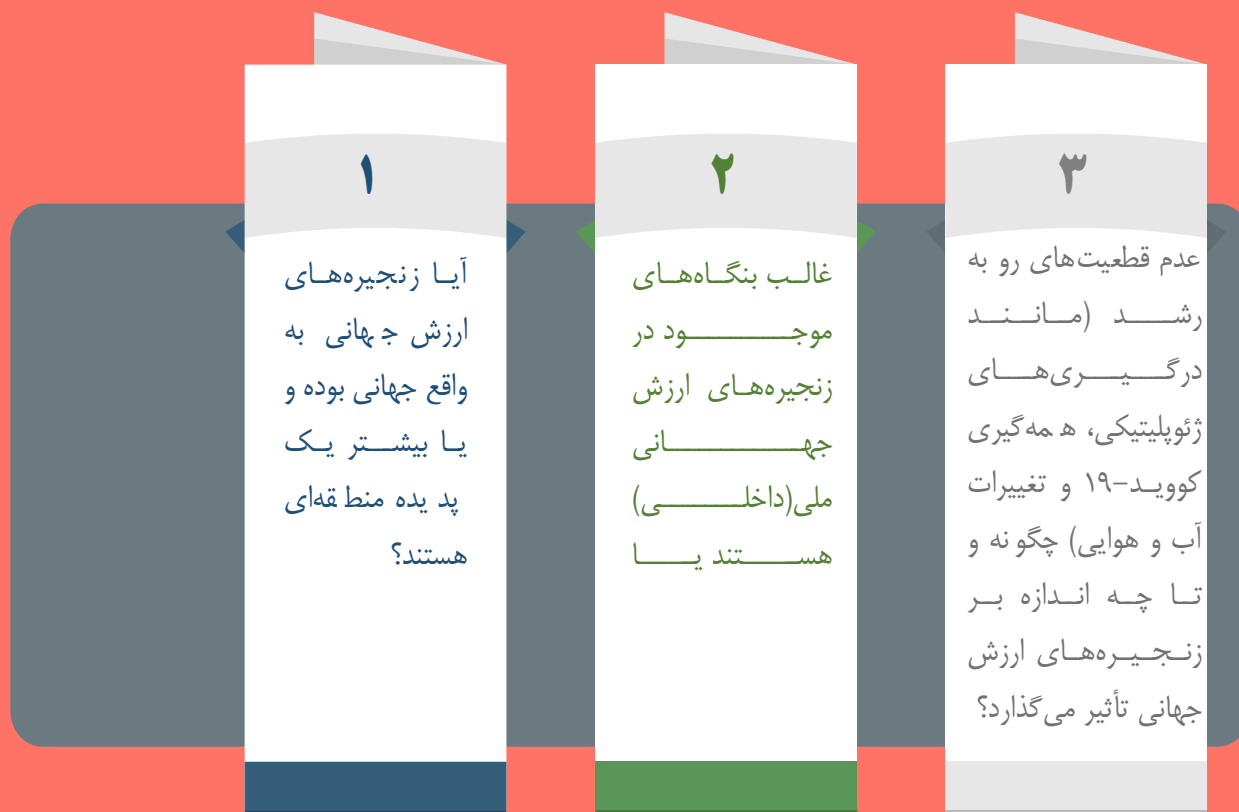 ۱
آیا زنجیره‌های
ارزش جهانی به
واقع جهانی بوده و
یا بیشتر یک
پدیده منطقه‌ای
هستند؟
۲
غالب بنگاه‌های
موجود در
زنجیره‌های ارزش
جهانی
ملی(داخلی)
هستند یا
۳
عدم قطعیت‌های رو به
رشد (مانند
درگیری‌های
ژئوپلیتیکی، همه‌گیری
کووید-۱۹ و تغییرات
آب و هوایی) چگونه و
تا چه اندازه بر
زنجیره‌های ارزش
جهانی تأثیر می‌گذارد؟